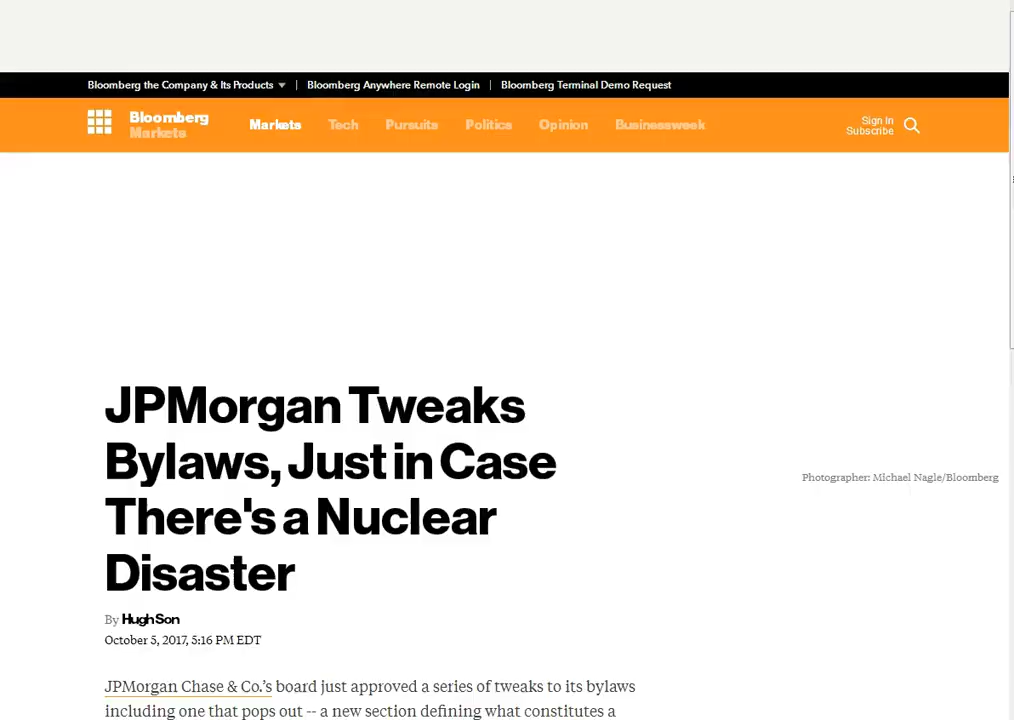 Bloomberg the Company & Its Products | Bloomberg Anywhere Remote Login | Bloomberg Terminal Demo Request
Bloomberg
Markets
Markets Tech Pursuits Politics Opinion Businessweek
Sign In
Subscribe
JPMorgan Tweaks
Bylaws, Just in Case
There's a Nuclear
Disaster
Photographer: Michael Nagle/Bloomberg
By Hugh Son
October 5, 2017, 5:16 PM EDT
JPMorgan Chase & Co.'s board just approved a series of tweaks to its bylaws
including one that pops out -- a new section defining what constitutes a